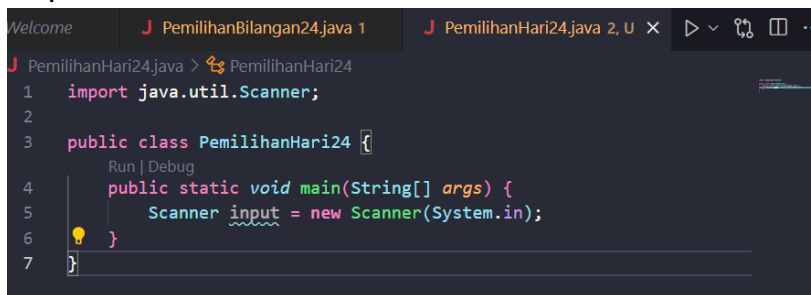 Welcome J PemilihanBilangan24.java 1 J PemilihanHari24.java 2, U
J PemilihanHari24.java > PemilihanHari24
1 import java.util.Scanner;
2
3 public class PemilihanHari24 {
Run | Debug
4 public static void main(String[] args) {
5 Scanner input = new Scanner(System.in);
6 }
7 }